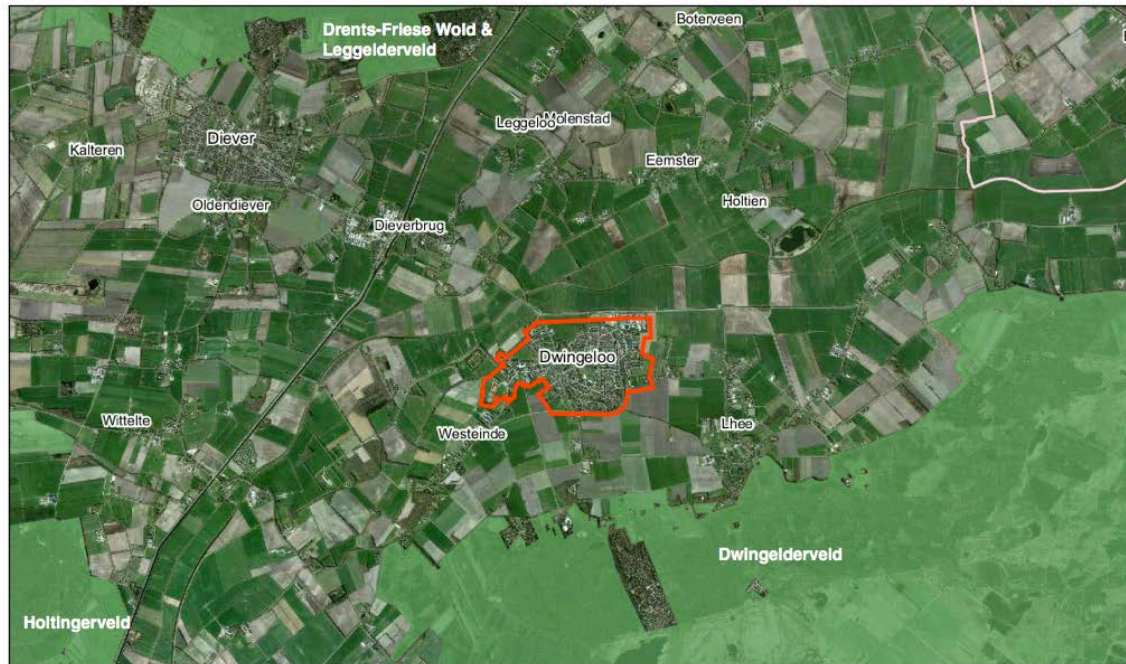 Boterveen
Drents-Friese Wold &
Leggelderveld
Leggeloo
Molenstad
Diever
Kalteren
Eemster
Oldendiever
Holtien
Dieverbrug
Dwingeloo
Wittelte
Westeinde
Lhee
Dwingelderveld
Holtingerveld